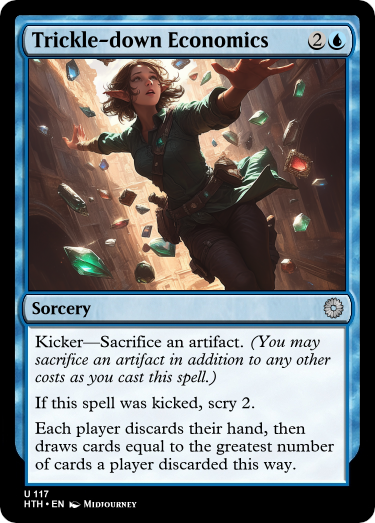 Trickle-down Economics 2
Sorcery
Kicker—Sacrifice an artifact. (You may
sacrifice an artifact in addition to any other
costs as you cast this spell.)
If this spell was kicked, scry 2.
Each player discards their hand, then
draws cards equal to the greatest number
of cards a player discarded this way.
U 117
HTH • EN Midjourney